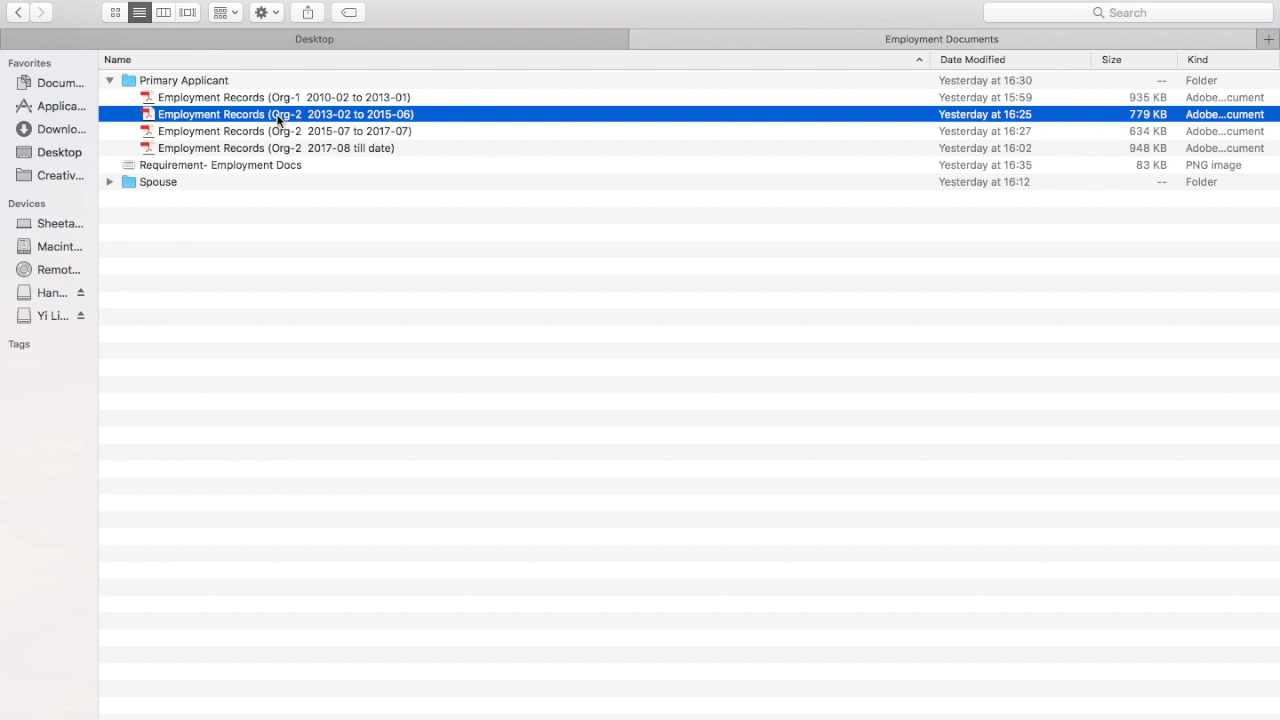 Search
Desktop
Employment Documents
Favorites
Name
Date Modified
Size
Kind
Docum...
Primary Applicant
Yesterday at 16:30
--
Folder
Applica...
Employment Records (Org-1 2010-02 to 2013-01)
Yesterday at 15:59
935 KB
Adobe...cument
Downlo...
Employment Records (Org-2 2013-02 to 2015-06)
Yesterday at 16:25
779 KB
Adobe...cument
Desktop
Employment Records (Org-2 2015-07 to 2017-07)
Yesterday at 16:27
634 KB
Adobe...cument
Creativ...
Employment Records (Org-2 2017-08 till date)
Yesterday at 16:02
948 KB
Adobe...cument
Requirement- Employment Docs
Yesterday at 16:35
83 KB
PNG image
Spouse
Yesterday at 16:12
--
Folder
Devices
Sheeta...
Macint...
Remot...
Han...
Yi Li...
Tags